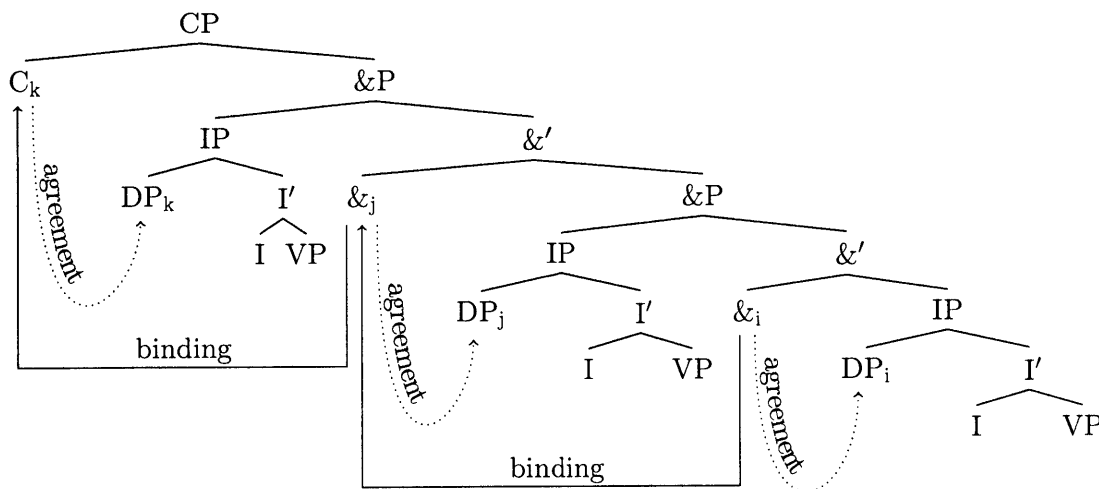 CP
C_k &P
IP &'
agreement DP_k I' &_j &P
I VP IP &'
agreement DP_j I' &_i IP
binding I VP agreement DP_i I'
I VP
binding